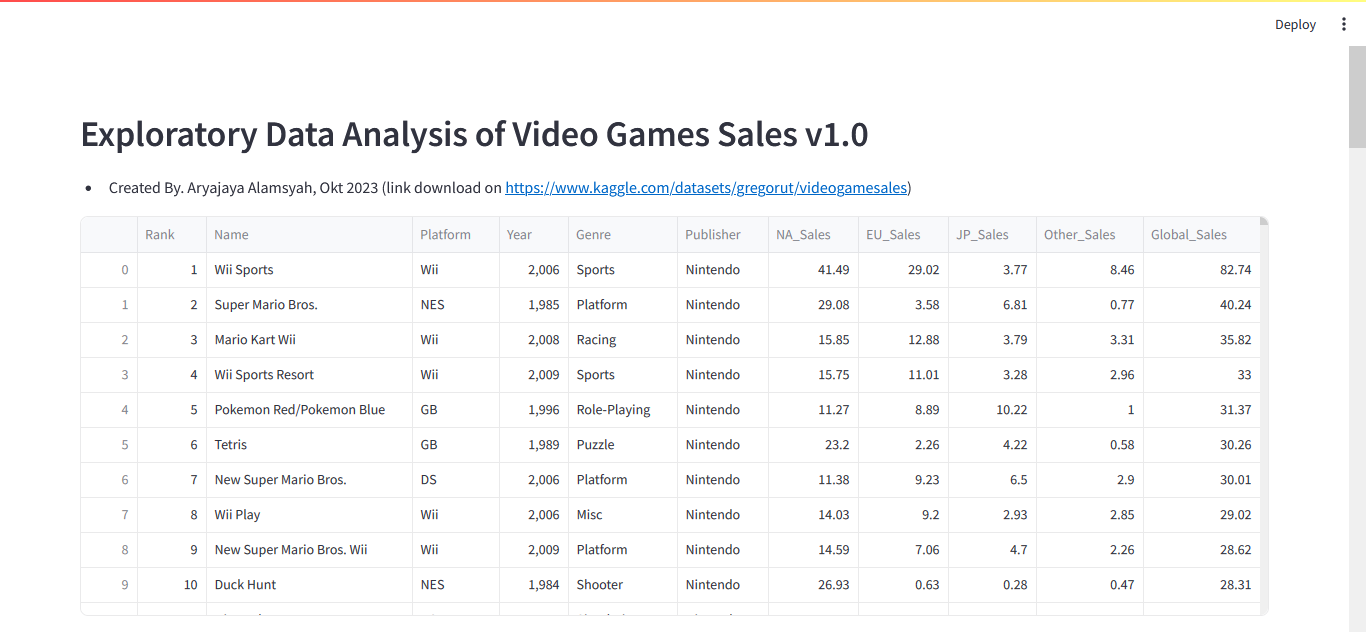 Deploy
Exploratory Data Analysis of Video Games Sales v1.0
Created By. Aryajaya Alamsyah, Okt 2023 (link download on https://www.kaggle.com/datasets/gregorut/videogamesales)
Rank Name Platform Year Genre Publisher NA_Sales EU_Sales JP_Sales Other_Sales Global_Sales
0 1 Wii Sports Wii 2,006 Sports Nintendo 41.49 29.02 3.77 8.46 82.74
1 2 Super Mario Bros. NES 1,985 Platform Nintendo 29.08 3.58 6.81 0.77 40.24
2 3 Mario Kart Wii Wii 2,008 Racing Nintendo 15.85 12.88 3.79 3.31 35.82
3 4 Wii Sports Resort Wii 2,009 Sports Nintendo 15.75 11.01 3.28 2.96 33
4 5 Pokemon Red/Pokemon Blue GB 1,996 Role-Playing Nintendo 11.27 8.89 10.22 1 31.37
5 6 Tetris GB 1,989 Puzzle Nintendo 23.2 2.26 4.22 0.58 30.26
6 7 New Super Mario Bros. DS 2,006 Platform Nintendo 11.38 9.23 6.5 2.9 30.01
7 8 Wii Play Wii 2,006 Misc Nintendo 14.03 9.2 2.93 2.85 29.02
8 9 New Super Mario Bros. Wii Wii 2,009 Platform Nintendo 14.59 7.06 4.7 2.26 28.62
9 10 Duck Hunt NES 1,984 Shooter Nintendo 26.93 0.63 0.28 0.47 28.31